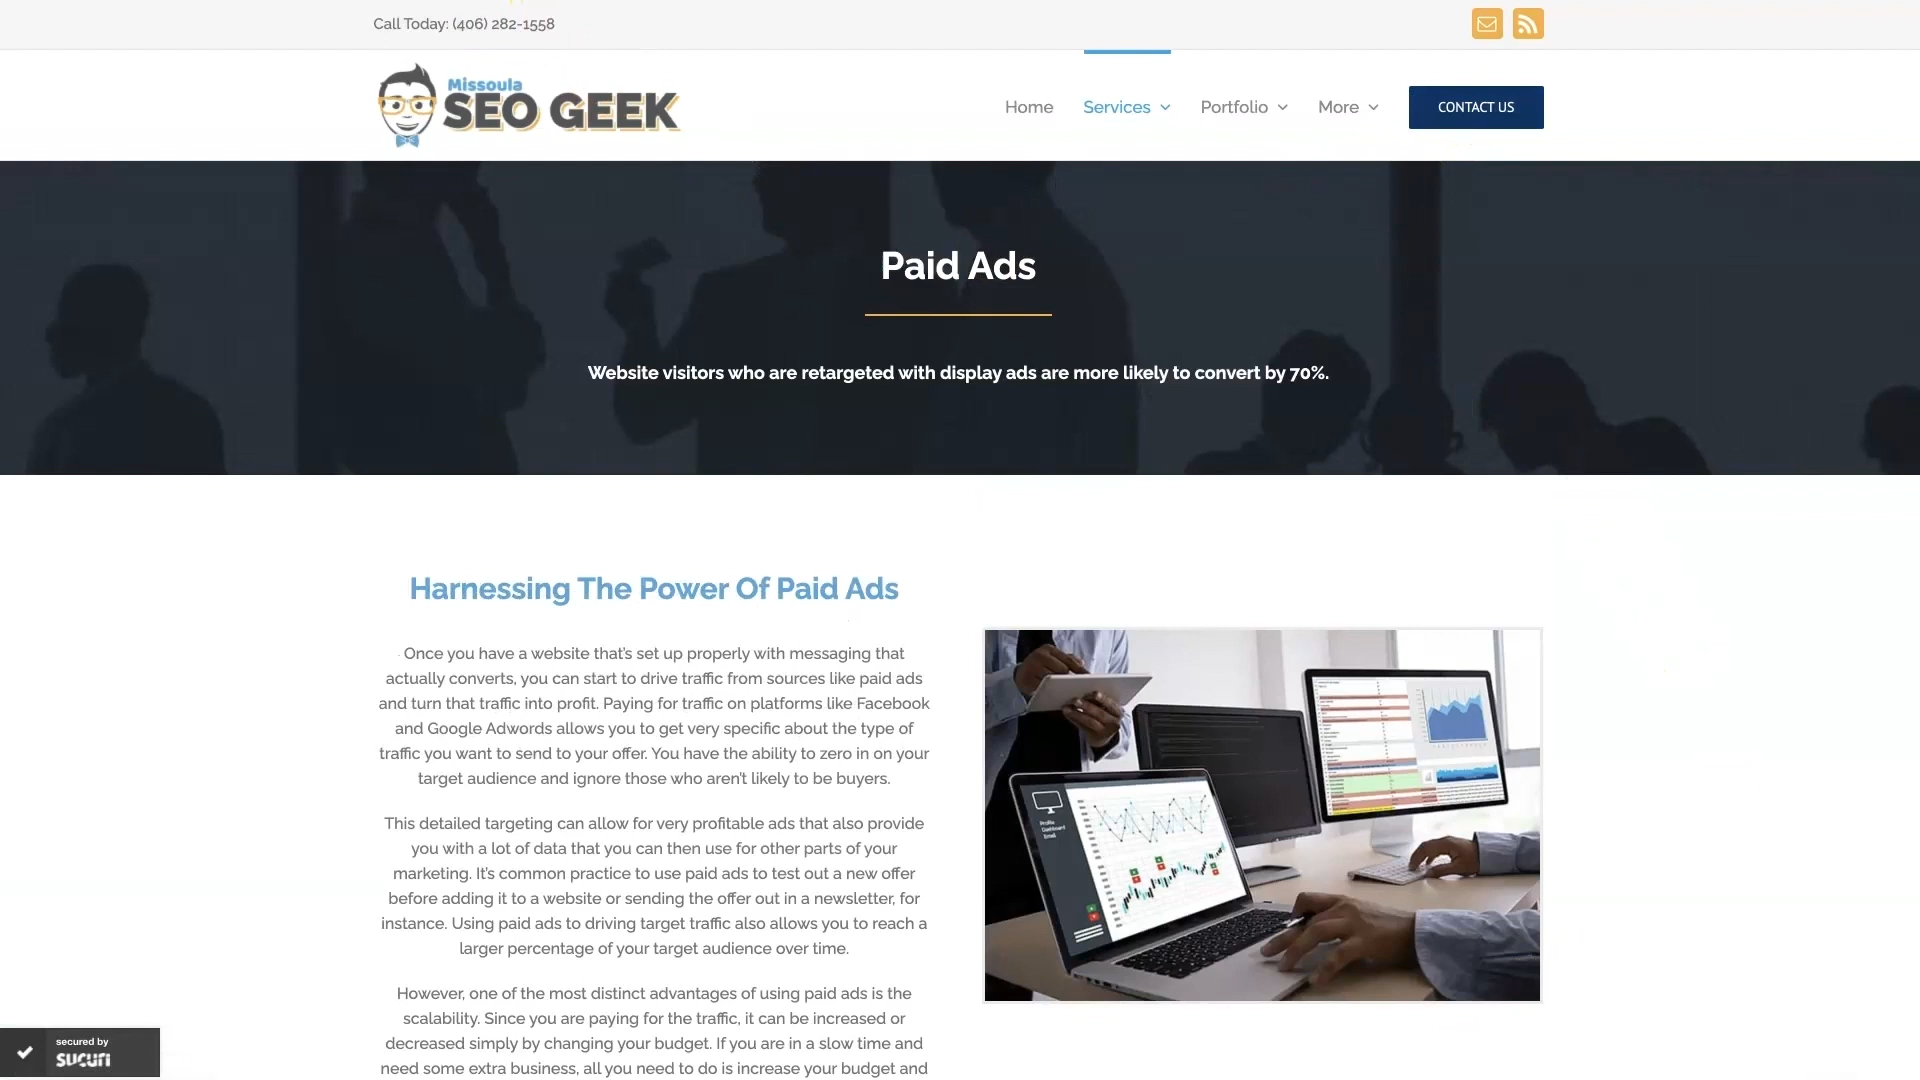 Call Today: (406) 282-1558
Missoula
SEO GEEK
Home
Services
Portfolio
More
CONTACT US
Paid Ads
Website visitors who are retargeted with display ads are more likely to convert by 70%.
Harnessing The Power Of Paid Ads
Once you have a website that's set up properly with messaging that
actually converts, you can start to drive traffic from sources like paid ads
and turn that traffic into profit. Paying for traffic on platforms like Facebook
and Google Adwords allows you to get very specific about the type of
traffic you want to send to your offer. You have the ability to zero in on your
target audience and ignore those who aren't likely to be buyers.
This detailed targeting can allow for very profitable ads that also provide
you with a lot of data that you can then use for other parts of your
marketing. It's common practice to use paid ads to test out a new offer
before adding it to a website or sending the offer out in a newsletter, for
instance. Using paid ads to driving target traffic also allows you to reach a
larger percentage of your target audience over time.
However, one of the most distinct advantages of using paid ads is the
scalability. Since you are paying for the traffic, it can be increased or
decreased simply by changing your budget. If you are in a slow time and
need some extra business, all you need to do is increase your budget and
Profile
Dashboard
Email
secured by
sucuri